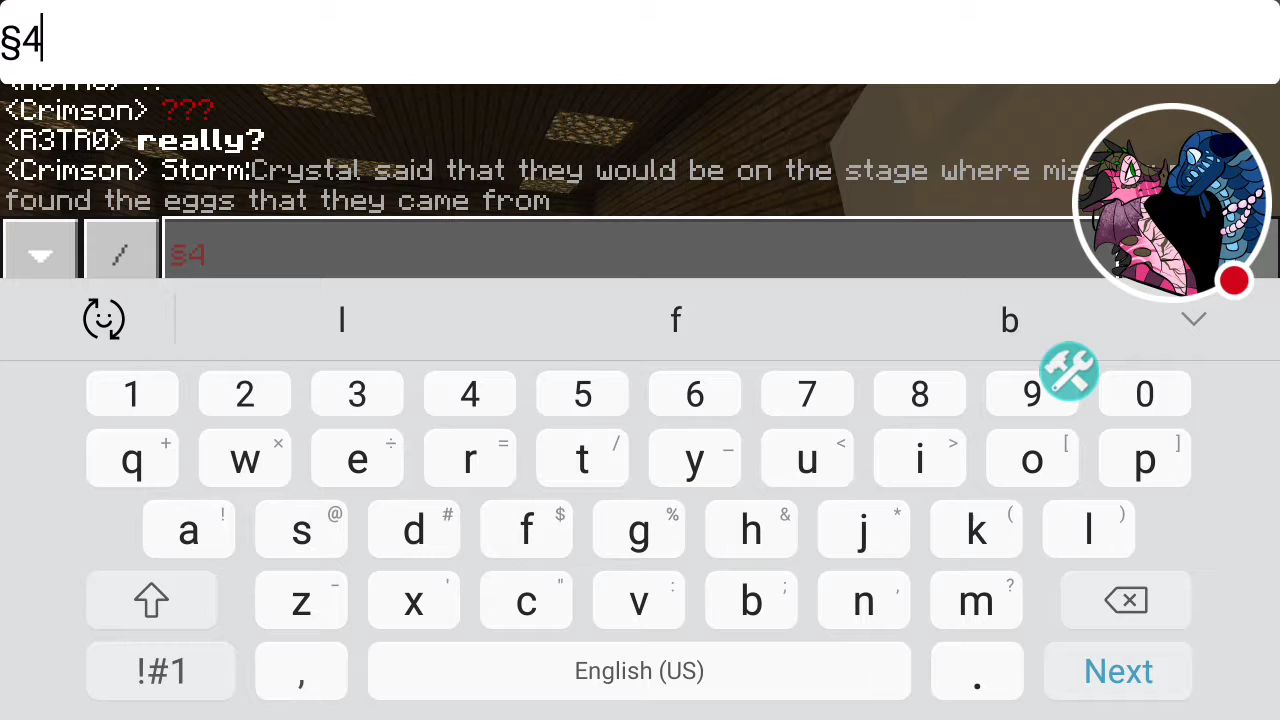 §4
<R3TR0> ..
<Crimson> ???
<R3TR0> really?
<Crimson> Storm:Crystal said that they would be on the stage where
found the eggs that they came from
/ §4
l f b
1 2 3 4 5 6 7 8 9 0
q + w × e ÷ r = t / y _ u < i > o [ p ]
a ! s @ d # f $ g % h & j * k ( l )
z - x ' c " v : b ; n , m ?
!#1 , English (US) . Next